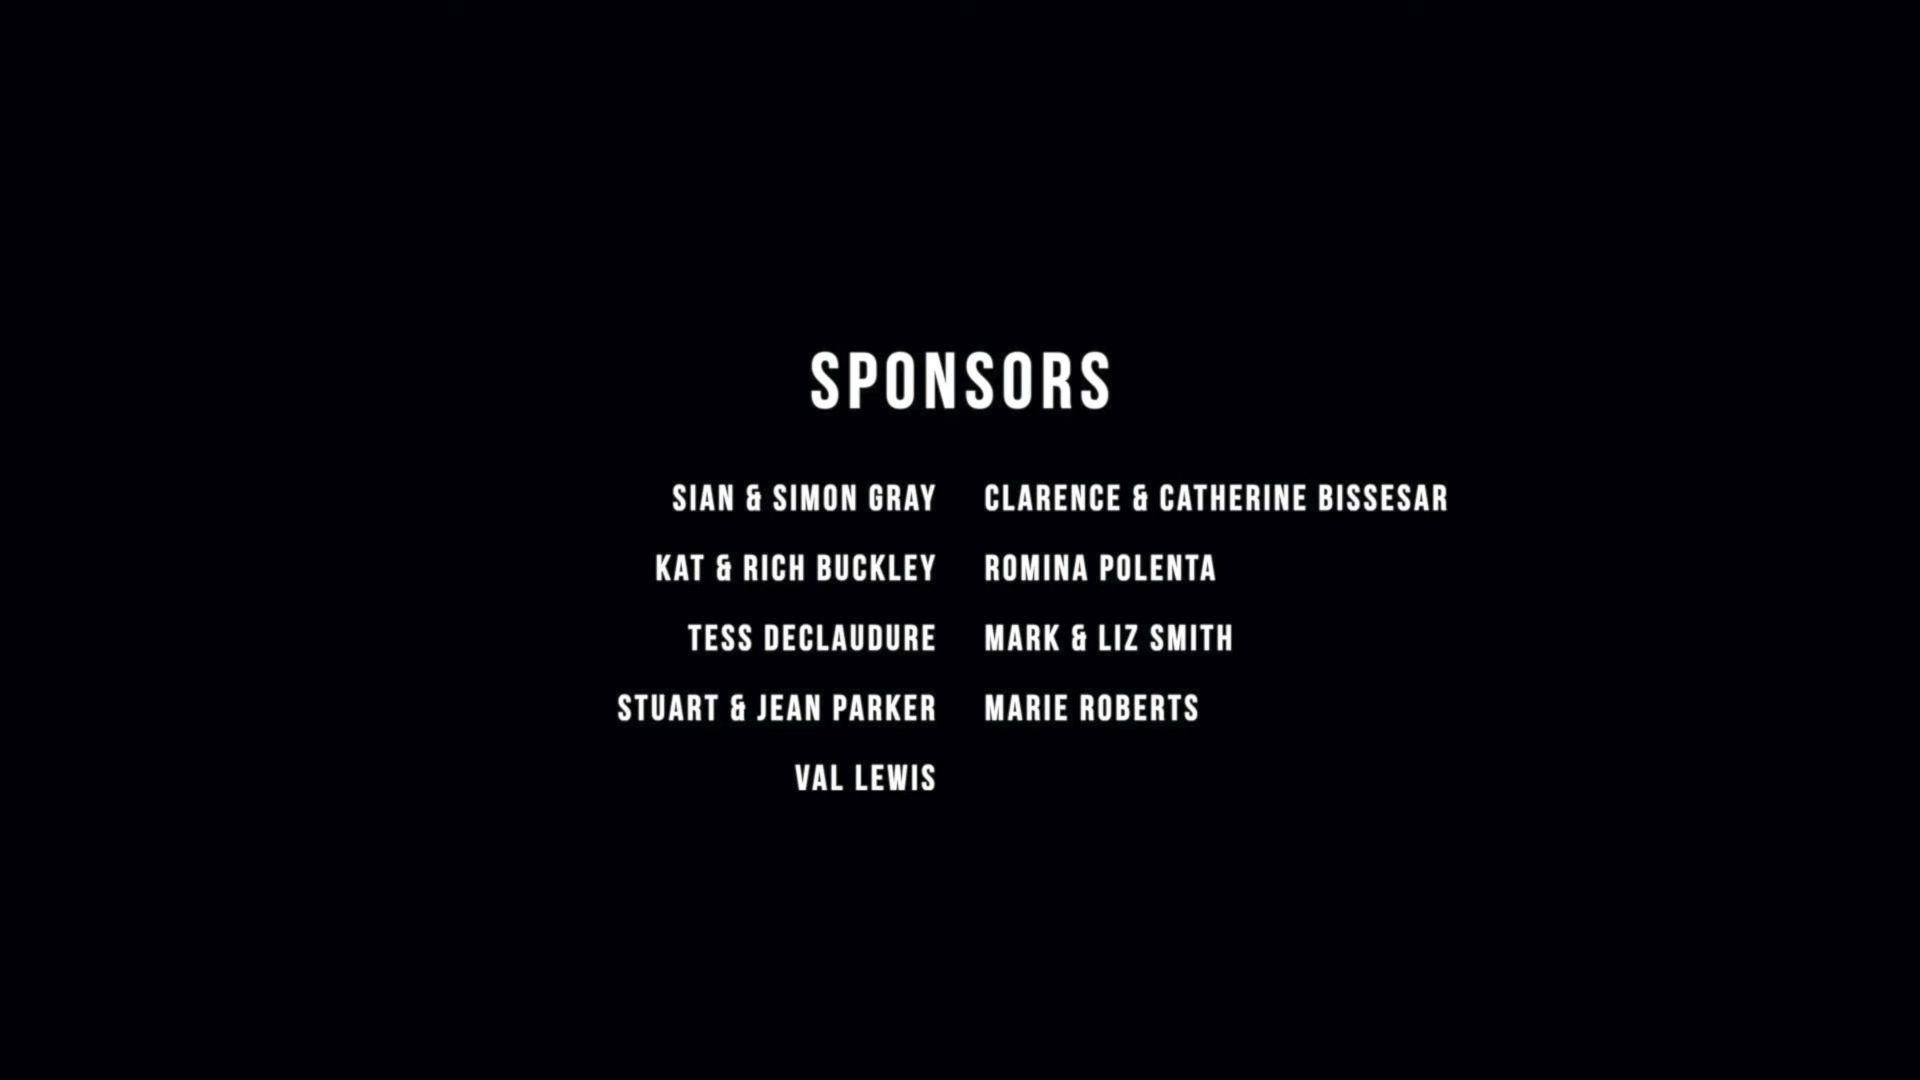 SPONSORS
SIAN & SIMON GRAY CLARENCE & CATHERINE BISSESAR
KAT & RICH BUCKLEY ROMINA POLENTA
TESS DECLAUDURE MARK & LIZ SMITH
STUART & JEAN PARKER MARIE ROBERTS
VAL LEWIS